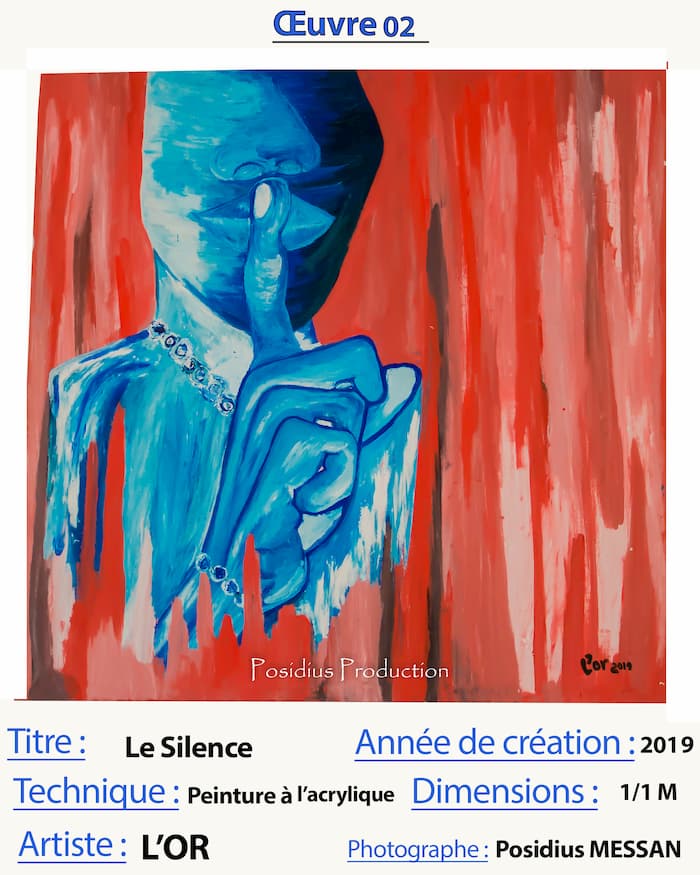 Œuvre 02
L'or 2019
Posidius Production
Titre : Le Silence
Année de création : 2019
Technique : Peinture à l'acrylique
Dimensions : 1/1 M
Artiste : L'OR
Photographe : Posidius MESSAN